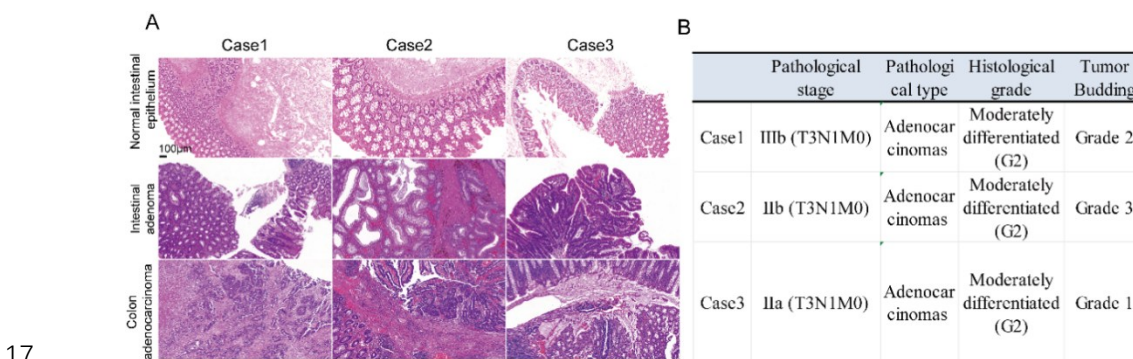 A
B
Case1 Case2 Case3
Normal intestinal
epithelium
100μm
Intestinal
adenoma
Colon
adenocarcinoma
Pathological
stage
Pathologi
cal type
Histological
grade
Tumor
Budding
Case1
IIIb (T3N1M0)
Adenocar
cinomas
Moderately
differentiated
(G2)
Grade 2
Case2
IIb (T3N1M0)
Adenocar
cinomas
Moderately
differentiated
(G2)
Grade 3
Case3
IIa (T3N1M0)
Adenocar
cinomas
Moderately
differentiated
(G2)
Grade 1
17